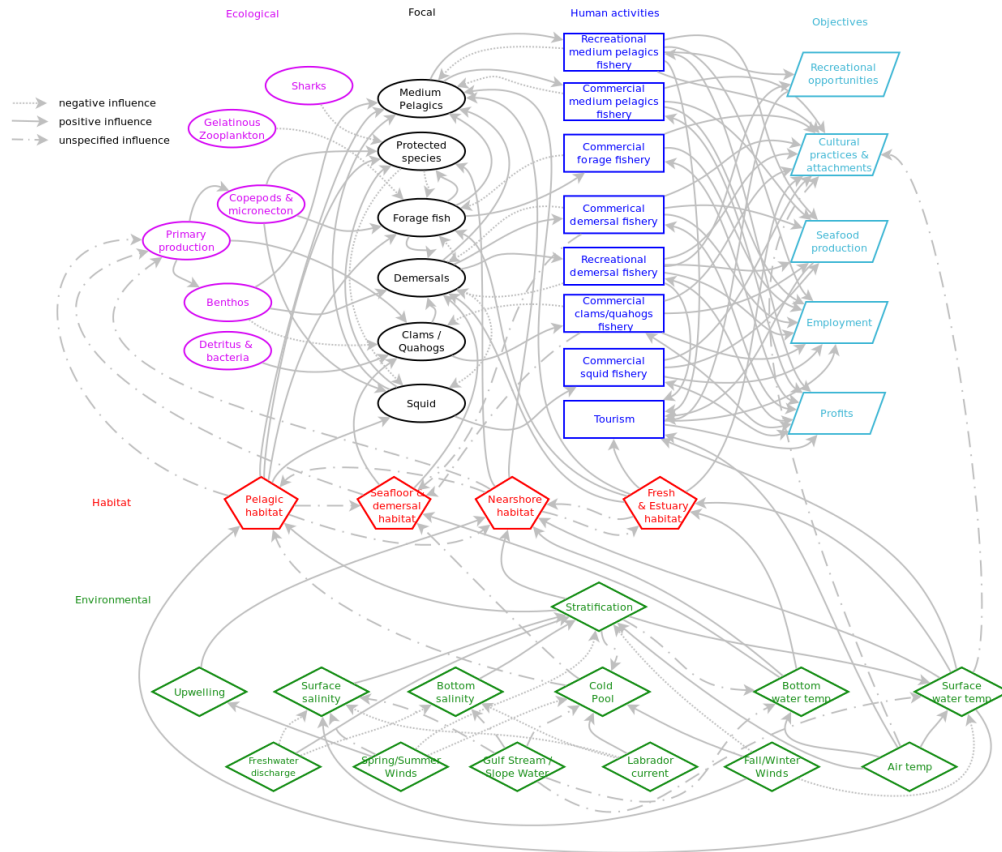 Ecological
Focal
Human activities
Objectives
negative influence
positive influence
unspecified influence
Sharks
Gelatinous
Zooplankton
Copepods &
micronecton
Primary
production
Benthos
Detritus &
bacteria
Medium
Pelagics
Protected
species
Forage fish
Demersals
Clams /
Quahogs
Squid
Recreational
medium pelagics
fishery
Commercial
medium pelagics
fishery
Commercial
forage fishery
Commerical
demersal fishery
Recreational
demersal fishery
Commercial
clams/quahogs
fishery
Commercial
squid fishery
Tourism
Recreational
opportunities
Cultural
practices &
attachments
Seafood
production
Employment
Profits
Habitat
Pelagic
habitat
Seafloor &
demersal
habitat
Nearshore
habitat
Fresh
& Estuary
habitat
Environmental
Stratification
Upwelling
Surface
salinity
Bottom
salinity
Cold
Pool
Bottom
water temp
Surface
water temp
Freshwater
discharge
Spring/Summer
Winds
Gulf Stream /
Slope Water
Labrador
current
Fall/Winter
Winds
Air temp